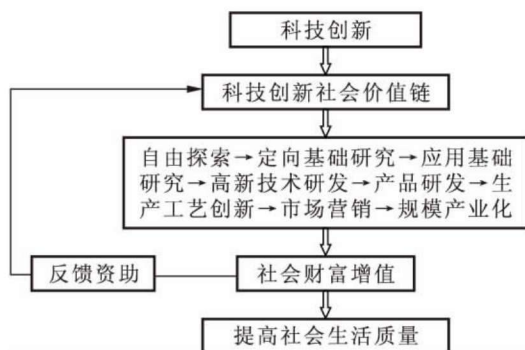 科技创新
科技创新社会价值链
自由探索→定向基础研究→应用基础
研究→高新技术研发→产品研发→生
产工艺创新→市场营销→规模产业化
反馈资助
社会财富增值
提高社会生活质量